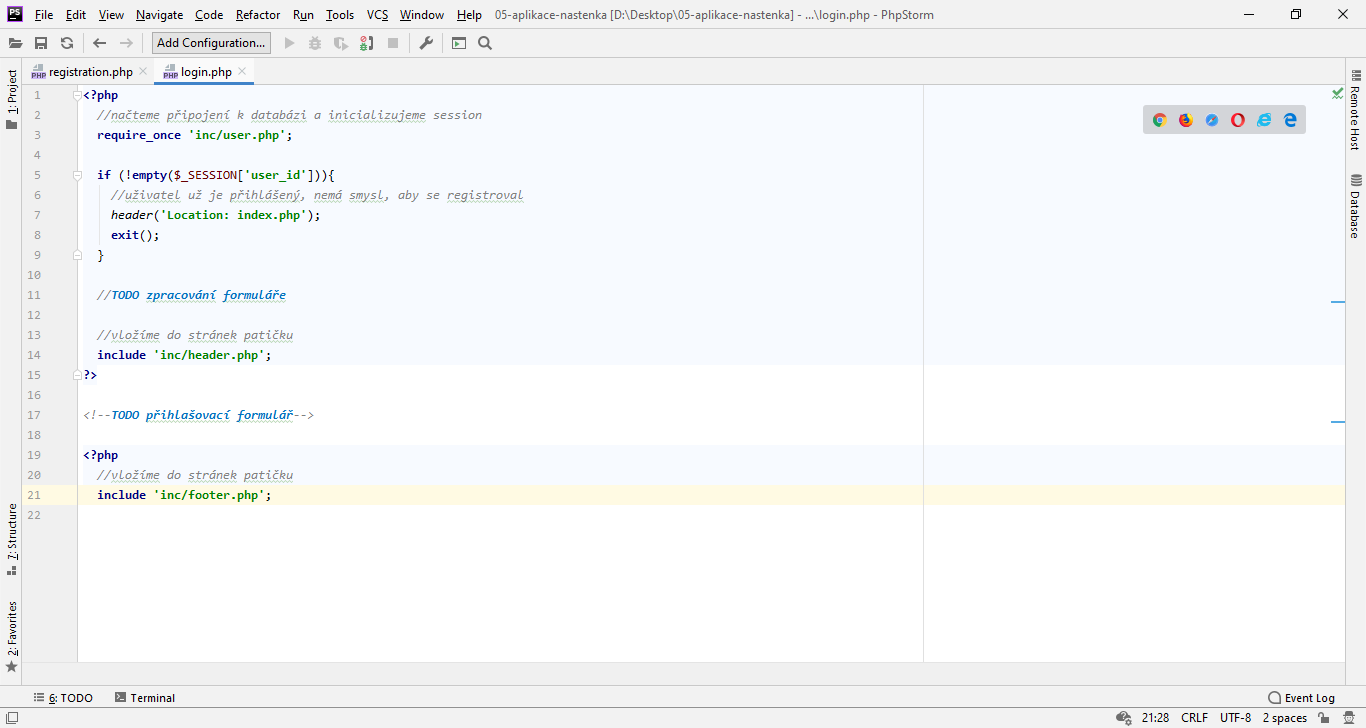 PS File Edit View Navigate Code Refactor Run Tools VCS Window Help 05-aplikace-nastenka [D:\Desktop\05-aplikace-nastenka] - ...\login.php - PhpStorm
Add Configuration...
registration.php login.php
1: Project
7: Structure
2: Favorites
Remote Host
Database
1 <?php
2 //načteme připojení k databázi a inicializujeme session
3 require_once 'inc/user.php';
4
5 if (!empty($_SESSION['user_id'])){
6 //uživatel už je přihlášený, nemá smysl, aby se registroval
7 header('Location: index.php');
8 exit();
9 }
10
11 //TODO zpracování formuláře
12
13 //vložíme do stránek patičku
14 include 'inc/header.php';
15 ?>
16
17 <!--TODO přihlašovací formulář-->
18
19 <?php
20 //vložíme do stránek patičku
21 include 'inc/footer.php';
22
6: TODO Terminal Event Log
21:28 CRLF UTF-8 2 spaces